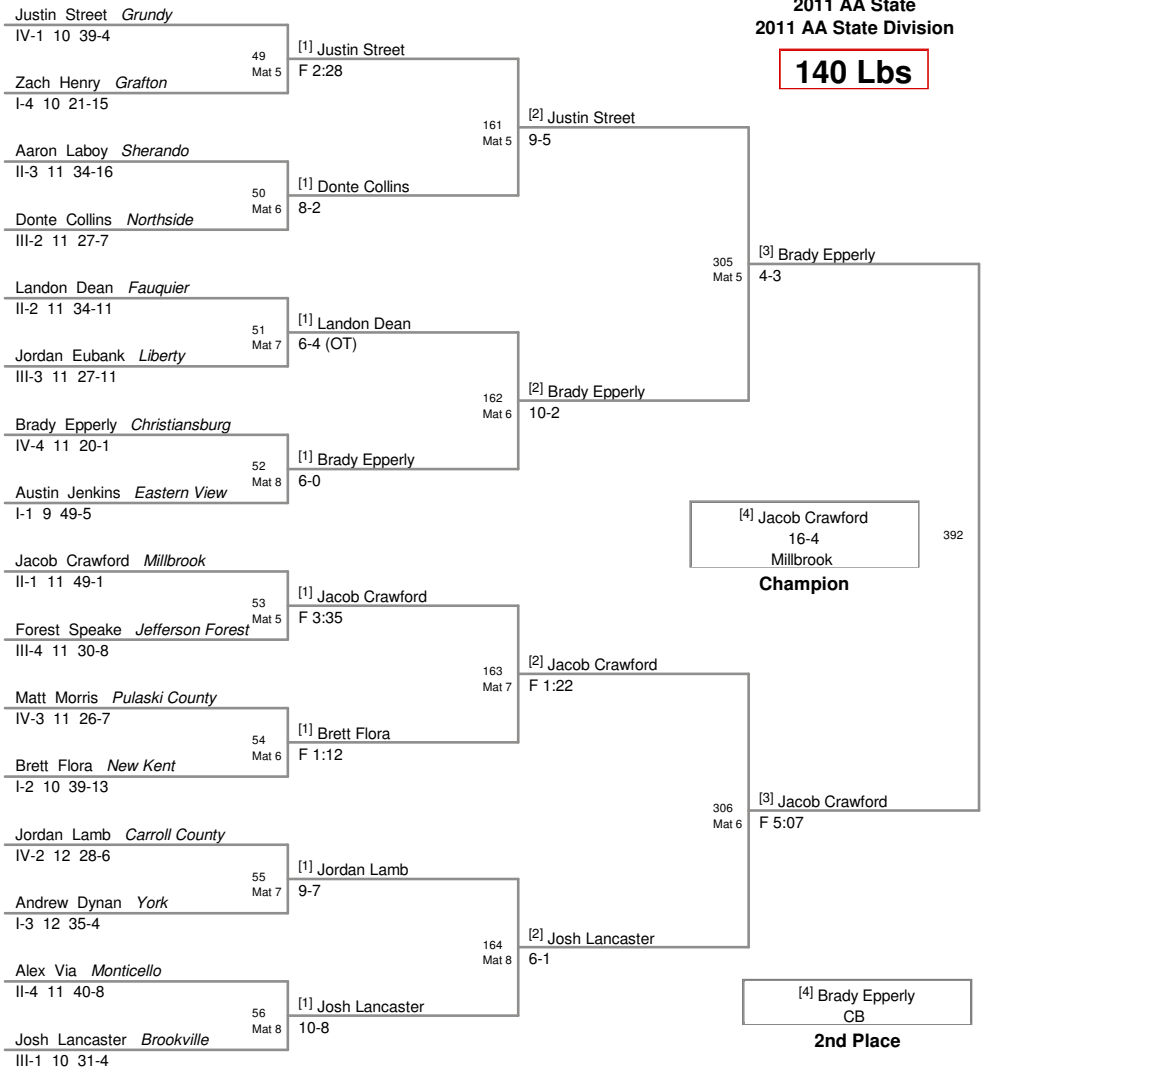 2011 AA State
2011 AA State Division
140 Lbs
Justin Street Grundy
IV-1 10 39-4
49
Mat 5
[1] Justin Street
F 2:28
Zach Henry Grafton
I-4 10 21-15
161
Mat 5
[2] Justin Street
9-5
Aaron Laboy Sherando
II-3 11 34-16
50
Mat 6
[1] Donte Collins
8-2
Donte Collins Northside
III-2 11 27-7
305
Mat 5
[3] Brady Epperly
4-3
Landon Dean Fauquier
II-2 11 34-11
51
Mat 7
[1] Landon Dean
6-4 (OT)
Jordan Eubank Liberty
III-3 11 27-11
162
Mat 6
[2] Brady Epperly
10-2
Brady Epperly Christiansburg
IV-4 11 20-1
52
Mat 8
[1] Brady Epperly
6-0
Austin Jenkins Eastern View
I-1 9 49-5
[4] Jacob Crawford
16-4
Millbrook
Champion
392
Jacob Crawford Millbrook
II-1 11 49-1
53
Mat 5
[1] Jacob Crawford
F 3:35
Forest Speake Jefferson Forest
III-4 11 30-8
163
Mat 7
[2] Jacob Crawford
F 1:22
Matt Morris Pulaski County
IV-3 11 26-7
54
Mat 6
[1] Brett Flora
F 1:12
Brett Flora New Kent
I-2 10 39-13
306
Mat 6
[3] Jacob Crawford
F 5:07
Jordan Lamb Carroll County
IV-2 12 28-6
55
Mat 7
[1] Jordan Lamb
9-7
Andrew Dynan York
I-3 12 35-4
164
Mat 8
[2] Josh Lancaster
6-1
Alex Via Monticello
II-4 11 40-8
56
Mat 8
[1] Josh Lancaster
10-8
Josh Lancaster Brookville
III-1 10 31-4
[4] Brady Epperly
CB
2nd Place